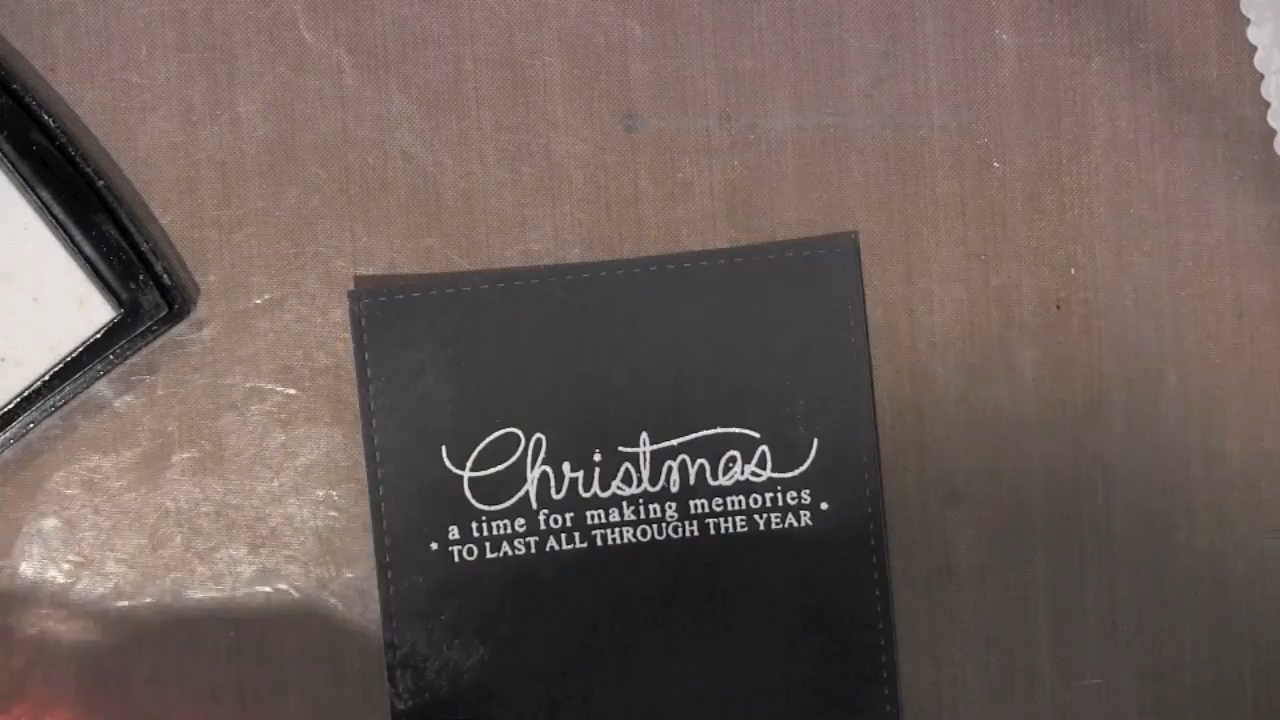 Christmas
a time for making memories
* TO LAST ALL THROUGH THE YEAR *